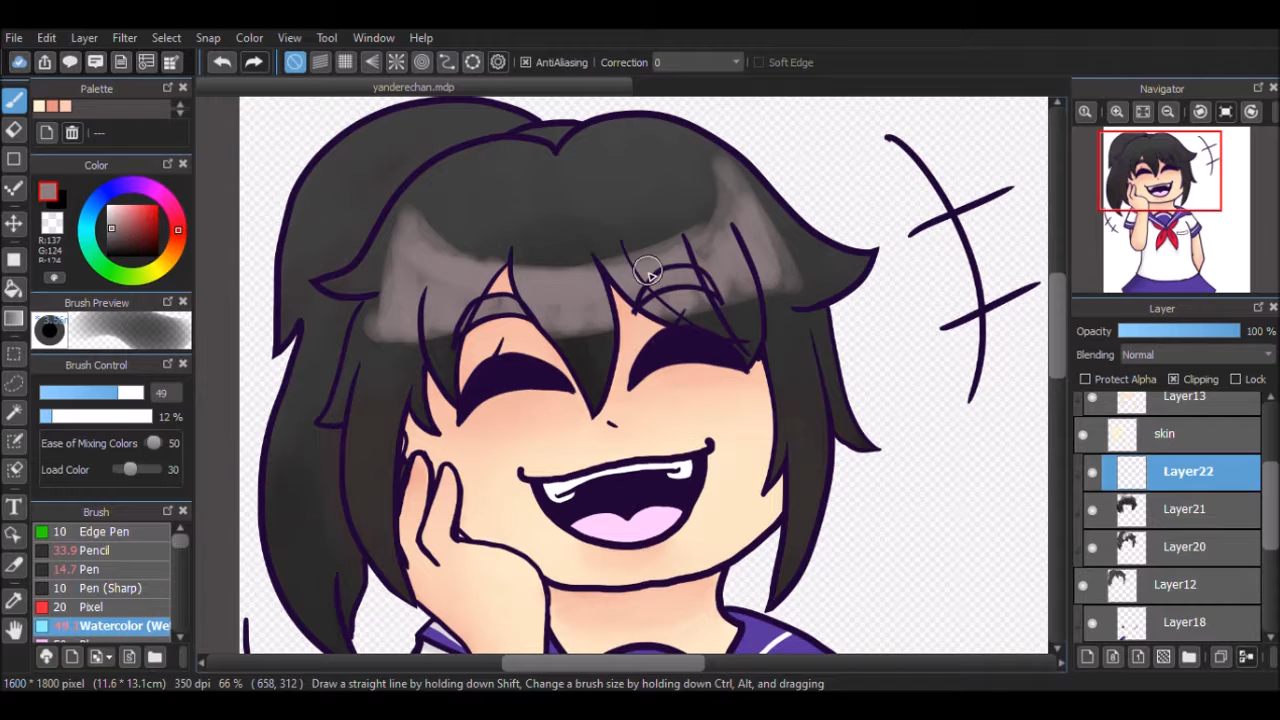 File Edit Layer Filter Select Snap Color View Tool Window Help
AntiAliasing Correction 0 Soft Edge
yanderechan.mdp
Palette
---
Color
R:137
G:124
B:124
Brush Preview
Brush Control
49
12 %
Ease of Mixing Colors 50
Load Color 30
Brush
10 Edge Pen
33.9 Pencil
14.7 Pen
10 Pen (Sharp)
20 Pixel
Watercolor (We
Navigator
Layer
Opacity 100 %
Blending Normal
Protect Alpha Clipping Lock
Layer13
skin
Layer22
Layer21
Layer20
Layer12
Layer18
1600 * 1800 pixel (11.6 * 13.1cm) 350 dpi 66 % ( 658, 312 ) Draw a straight line by holding down Shift, Change a brush size by holding down Ctrl, Alt, and dragging